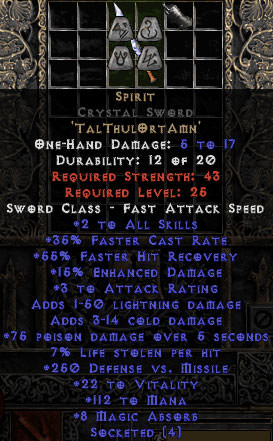 Spirit
Crystal Sword
'TalThulOrtAmn'
One-Hand Damage: 5 to 17
Durability: 12 of 20
Required Strength: 43
Required Level: 25
Sword Class - Fast Attack Speed
+2 to All Skills
+35% Faster Cast Rate
+55% Faster Hit Recovery
+15% Enhanced Damage
+3 to Attack Rating
Adds 1-50 lightning damage
Adds 3-14 cold damage
+75 poison damage over 5 seconds
7% Life stolen per hit
+250 Defense vs. Missile
+22 to Vitality
+112 to Mana
+8 Magic Absorb
Socketed (4)